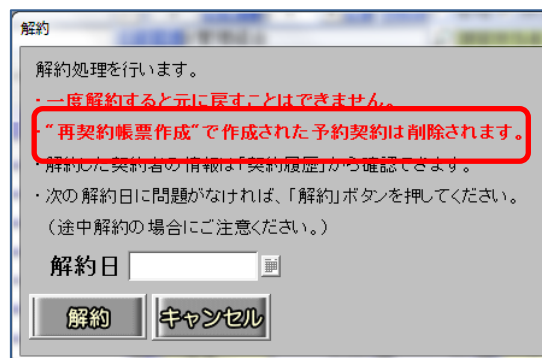 解約
解約処理を行います。
・一度解約すると元に戻すことはできません。
・“再契約帳票作成”で作成された予約契約は削除されます。
・解約した契約者の情報は「契約履歴」から確認できます。
・次の解約日に問題がなければ、「解約」ボタンを押してください。
（途中解約の場合にご注意ください。）
解約日
解約 キャンセル